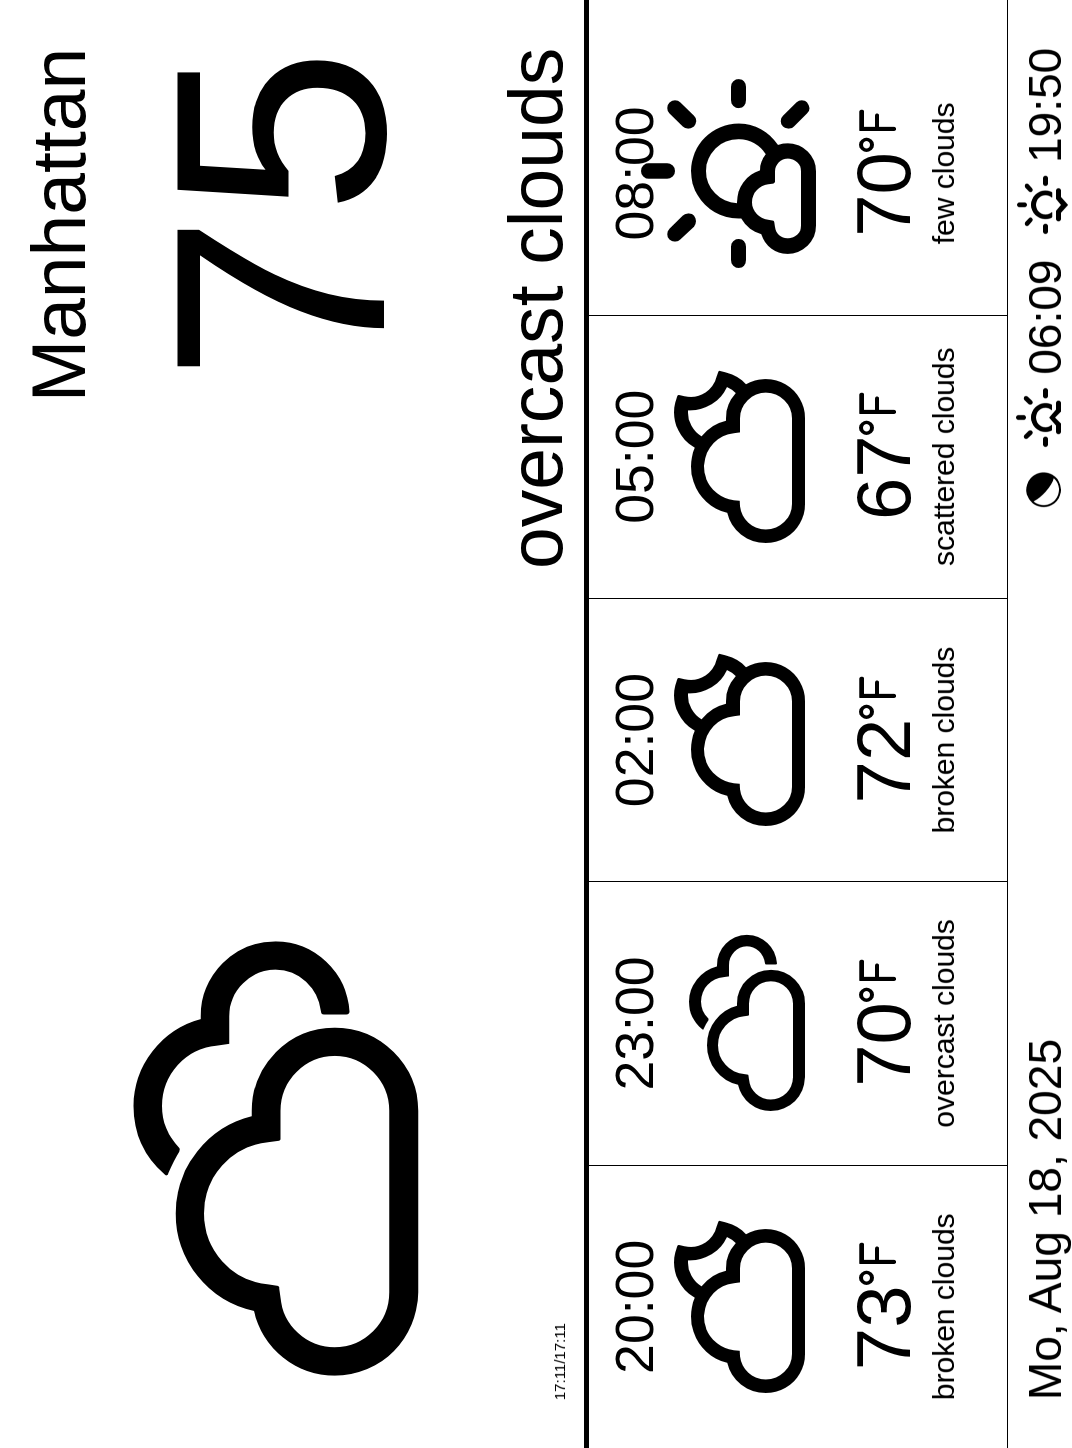 Manhattan
75
17:11/17:11
overcast clouds
20:00 23:00 02:00 05:00 08:00
73°F 70°F 72°F 67°F 70°F
broken clouds overcast clouds broken clouds scattered clouds few clouds
Mo, Aug 18, 2025 06:09 19:50